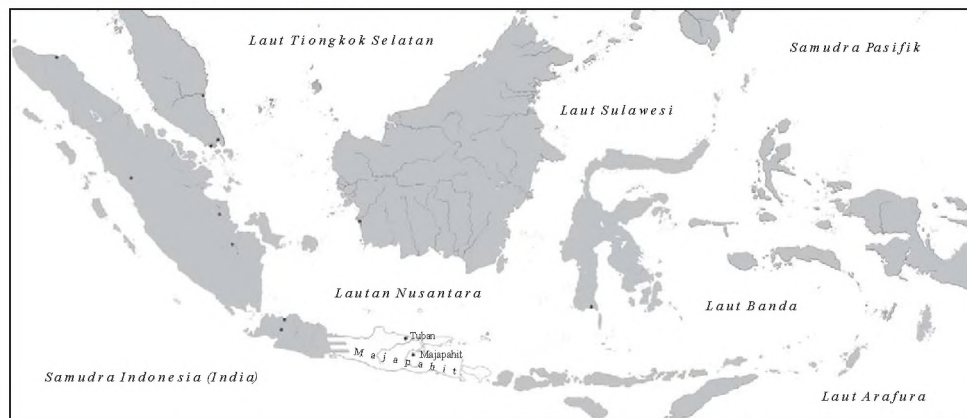 Laut Tiongkok Selatan
Samudra Pasifik
Laut Sulawesi
Lautan Nusantara
Laut Banda
Tuban
Majapahit
Majapahit
Samudra Indonesia (India)
Laut Arafura